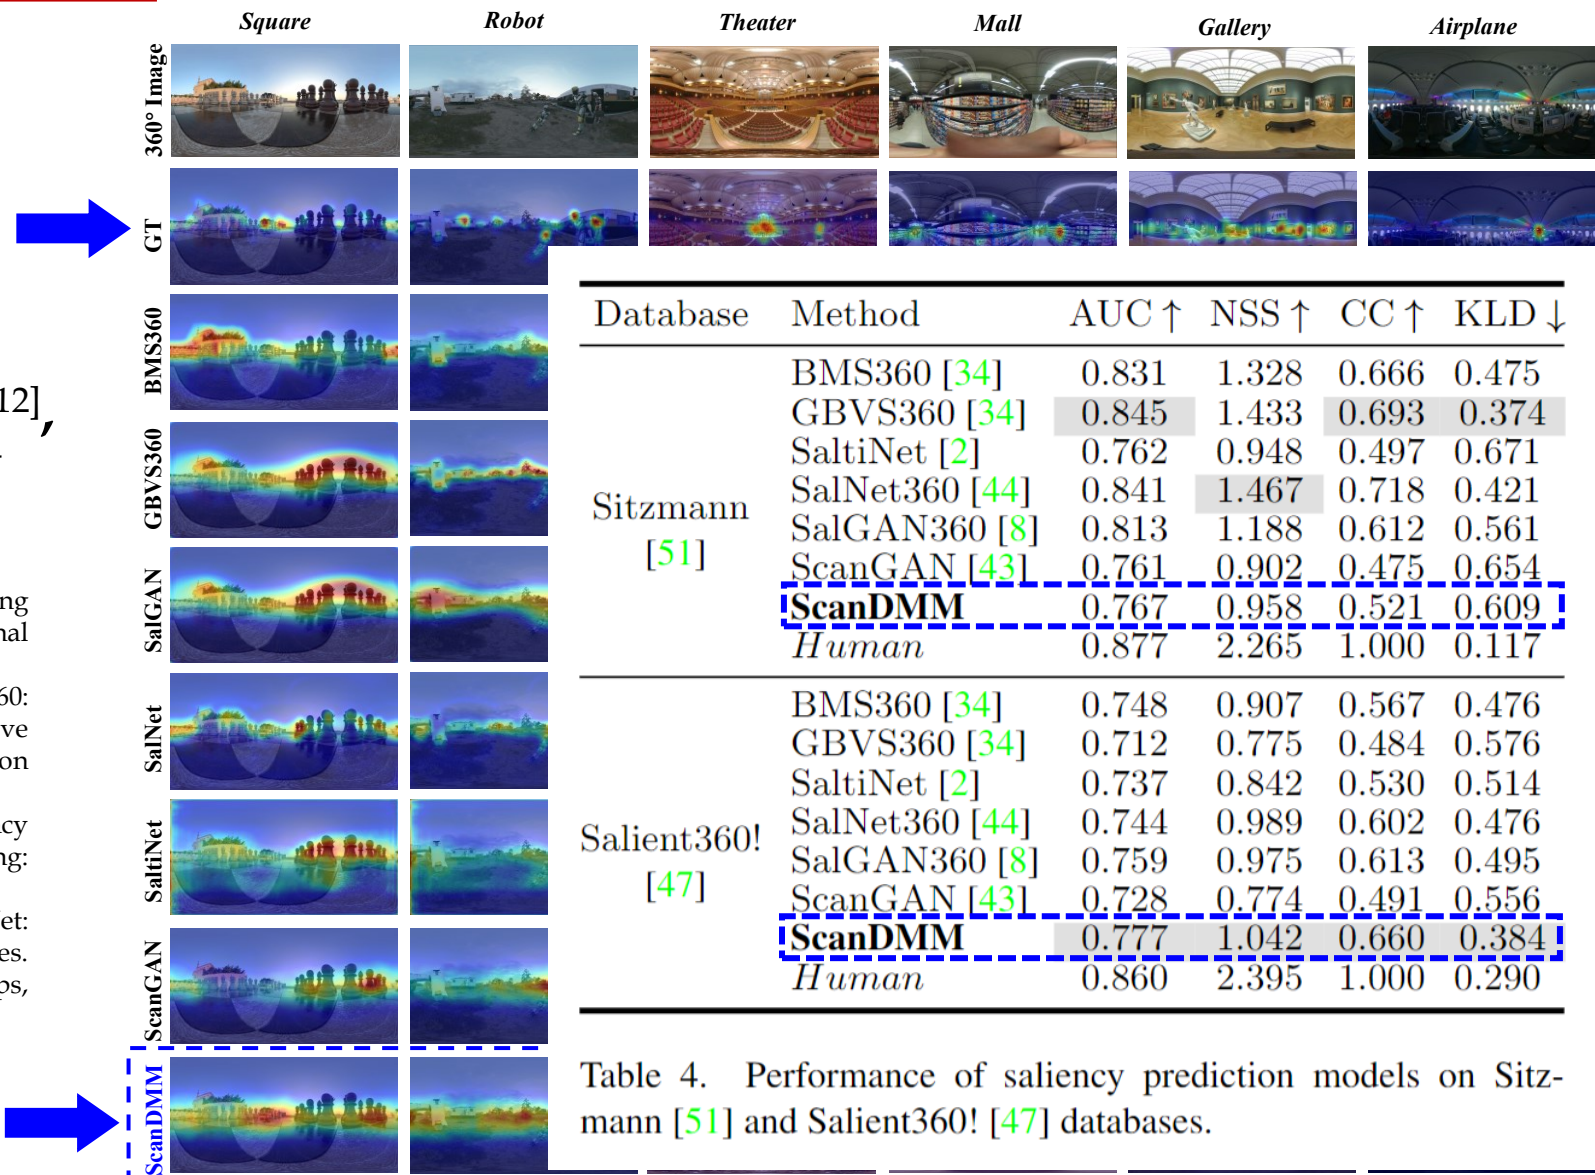 Square Robot Theater Mall Gallery Airplane
360° Image
GT
BMS360
GBVS360
SalGAN
SalNet
SaltiNet
ScanGAN
ScanDMM
12],
ing
nal
60:
ve
on
cy
ng:
et:
es.
ps,
Database Method AUC ↑ NSS ↑ CC ↑ KLD ↓
Sitzmann
[51]
BMS360 [34] 0.831 1.328 0.666 0.475
GBVS360 [34] 0.845 1.433 0.693 0.374
SaltiNet [2] 0.762 0.948 0.497 0.671
SalNet360 [44] 0.841 1.467 0.718 0.421
SalGAN360 [8] 0.813 1.188 0.612 0.561
ScanGAN [43] 0.761 0.902 0.475 0.654
ScanDMM 0.767 0.958 0.521 0.609
Human 0.877 2.265 1.000 0.117
Salient360!
[47]
BMS360 [34] 0.748 0.907 0.567 0.476
GBVS360 [34] 0.712 0.775 0.484 0.576
SaltiNet [2] 0.737 0.842 0.530 0.514
SalNet360 [44] 0.744 0.989 0.602 0.476
SalGAN360 [8] 0.759 0.975 0.613 0.495
ScanGAN [43] 0.728 0.774 0.491 0.556
ScanDMM 0.777 1.042 0.660 0.384
Human 0.860 2.395 1.000 0.290
Table 4. Performance of saliency prediction models on Sitz-
mann [51] and Salient360! [47] databases.